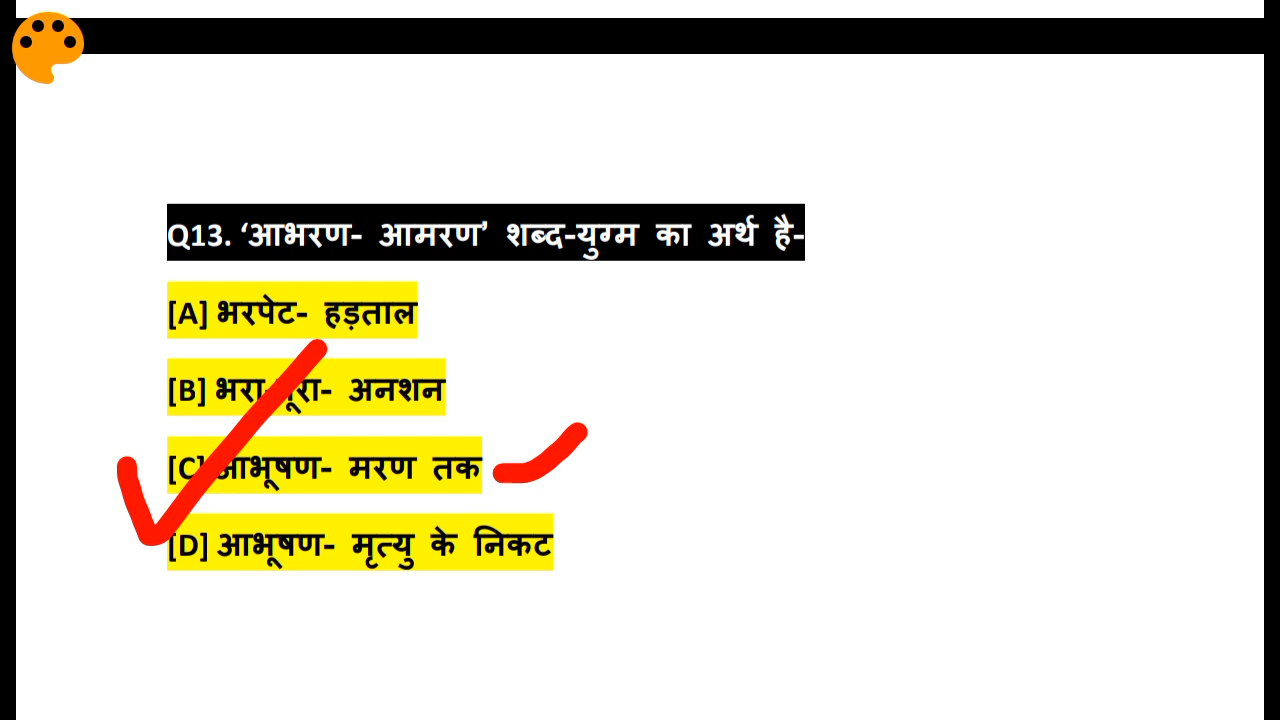 Q13. ‘आभरण- आमरण’ शब्द-युग्म का अर्थ है-
[A] भरपेट- हड़ताल
[B] भरा-पूरा- अनशन
[C] आभूषण- मरण तक
[D] आभूषण- मृत्यु के निकट